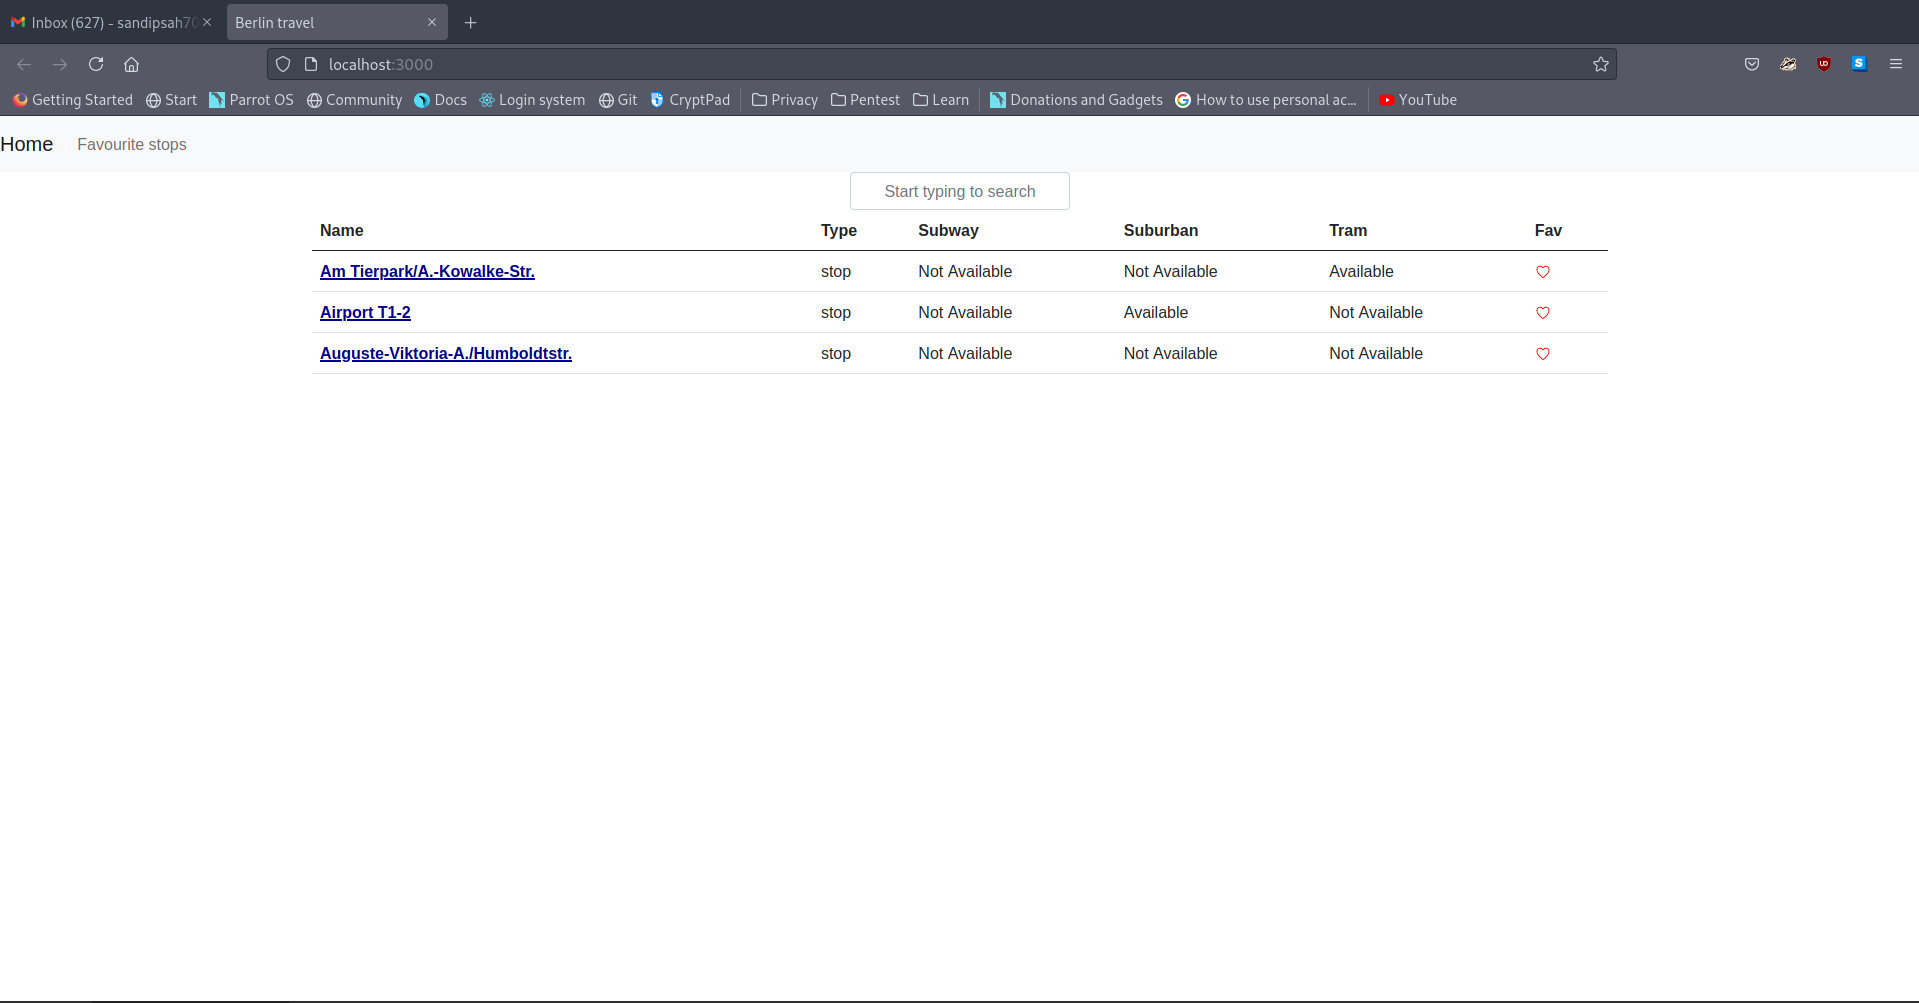 Inbox (627) - sandipsah70
Berlin travel
localhost:3000
Getting Started Start Parrot OS Community Docs Login system Git CryptPad Privacy Pentest Learn Donations and Gadgets How to use personal ac… YouTube
Home Favourite stops
Start typing to search
Name Type Subway Suburban Tram Fav
Am Tierpark/A.-Kowalke-Str. stop Not Available Not Available Available
Airport T1-2 stop Not Available Available Not Available
Auguste-Viktoria-A./Humboldtstr. stop Not Available Not Available Not Available